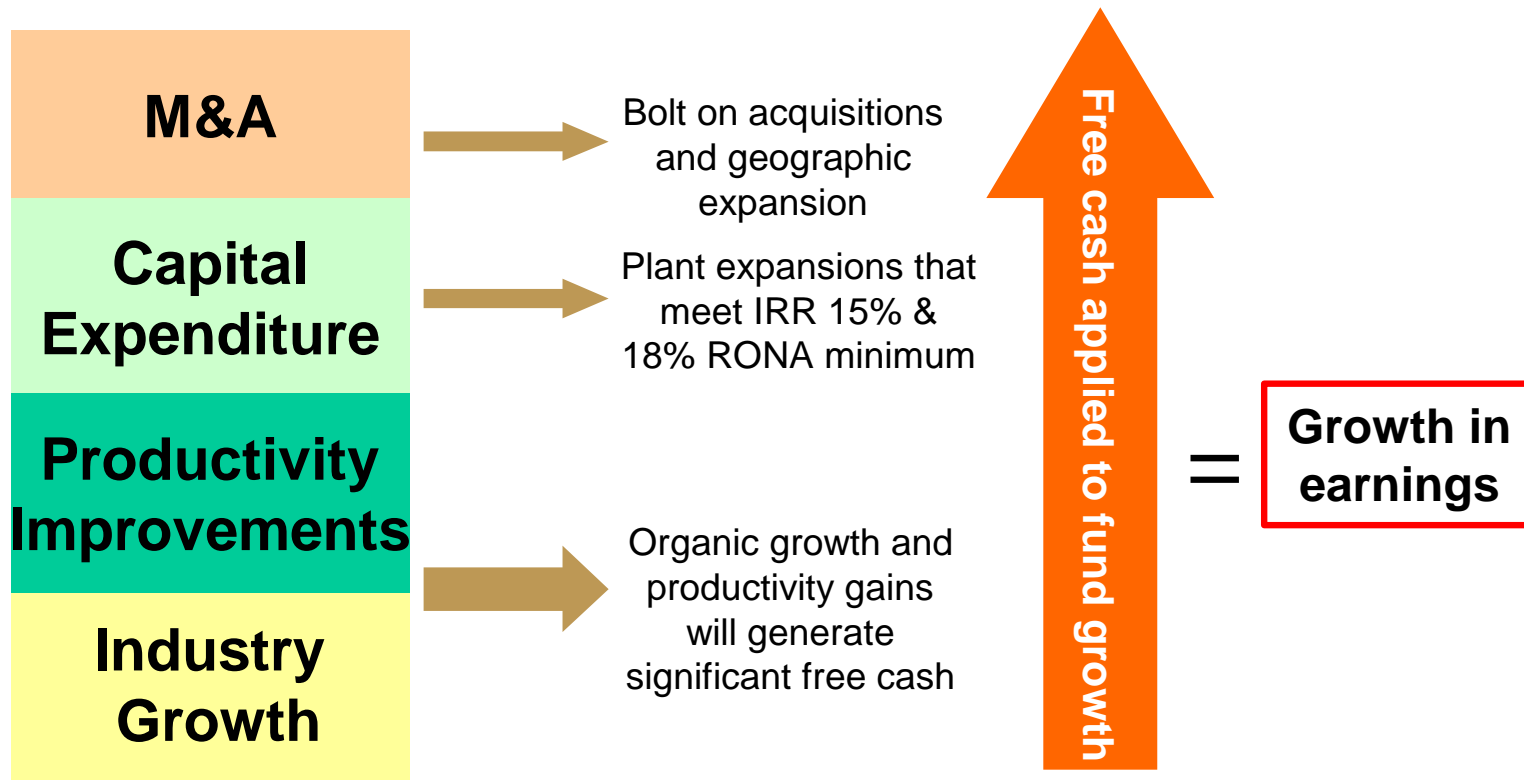 M&A
Bolt on acquisitions
and geographic
expansion
Capital
Expenditure
Plant expansions that
meet IRR 15% &
18% RONA minimum
Productivity
Improvements
Organic growth and
productivity gains
will generate
significant free cash
Industry
Growth
Free cash applied to fund growth
=
Growth in
earnings